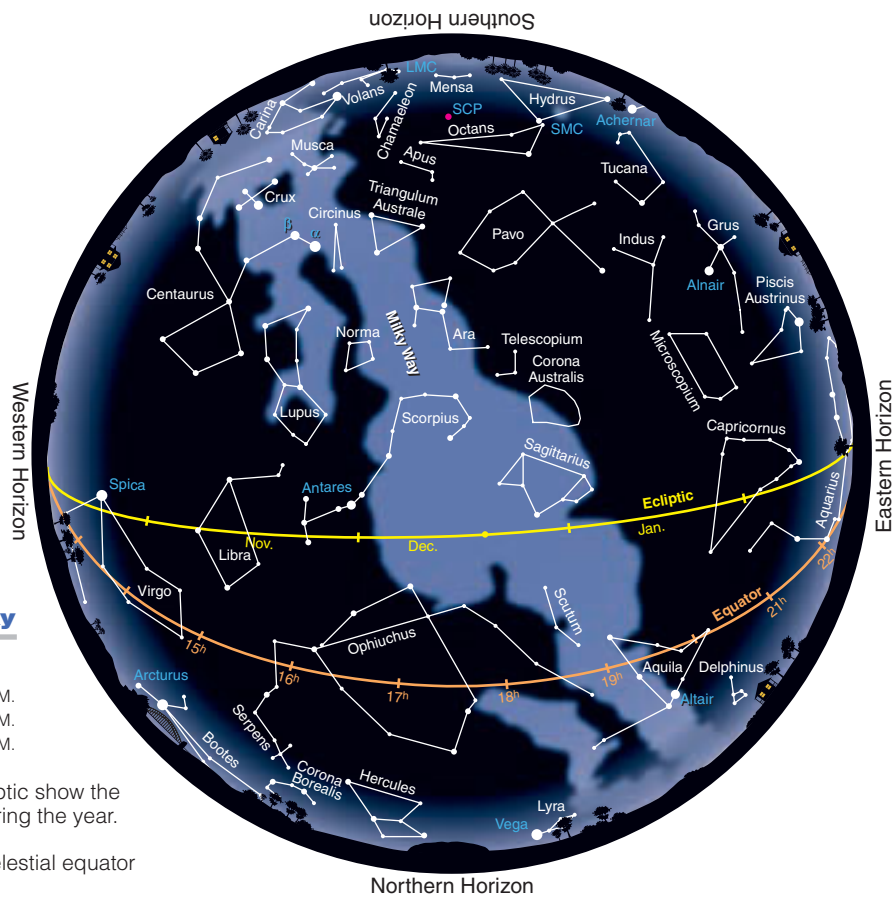 Southern Horizon
LMC
Mensa
Volans
Chamaeleon
Hydrus
SCP
Carina
Achernar
Octans
SMC
Musca
Apus
Tucana
Crux
Triangulum
Australe
Circinus
β
α
Pavo
Indus
Grus
Alnair
Centaurus
Piscis
Austrinus
Norma
Milky Way
Ara
Telescopium
Corona
Australis
Microscopium
Lupus
Scorpius
Capricornus
Western Horizon
Eastern Horizon
Sagittarius
Spica
Antares
Ecliptic
Aquarius
Libra
Nov.
Dec.
Jan.
22h
Virgo
Scutum
Equator
21h
y
15h
Ophiuchus
16h
17h
18h
19h
Aquila
Delphinus
Altair
Arcturus
M.
M.
M.
Serpens
Bootes
Corona
Borealis
Hercules
Lyra
Vega
ptic show the
ring the year.
elestial equator
Northern Horizon